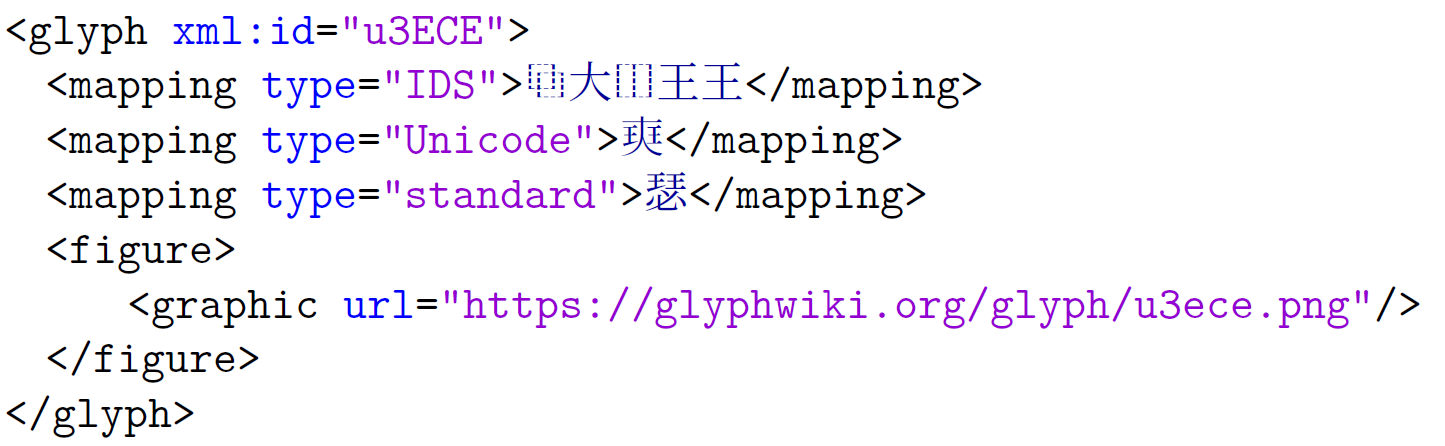 <glyph xml:id="u3ECE">
<mapping type="IDS">⿻大⿰王王</mapping>
<mapping type="Unicode">㻎</mapping>
<mapping type="standard">瑟</mapping>
<figure>
<graphic url="https://glyphwiki.org/glyph/u3ece.png"/>
</figure>
</glyph>